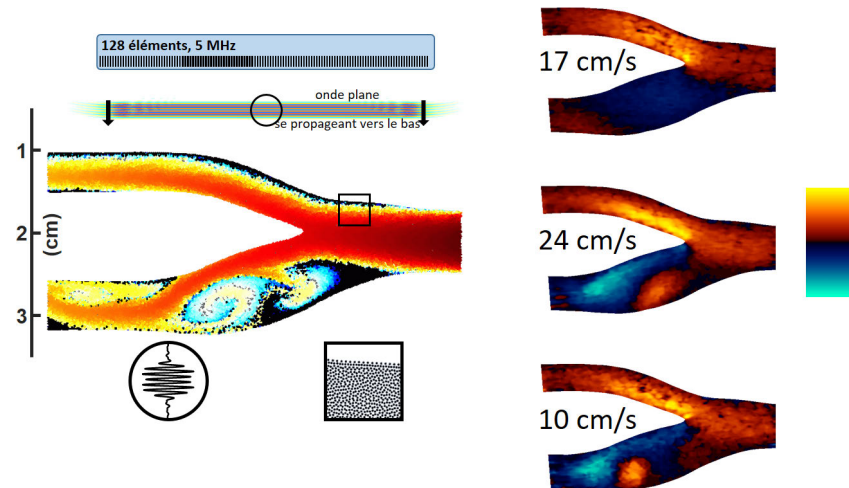 128 éléments, 5 MHz
onde plane
se propageant vers le bas
1
2
3
(cm)
17 cm/s
24 cm/s
10 cm/s